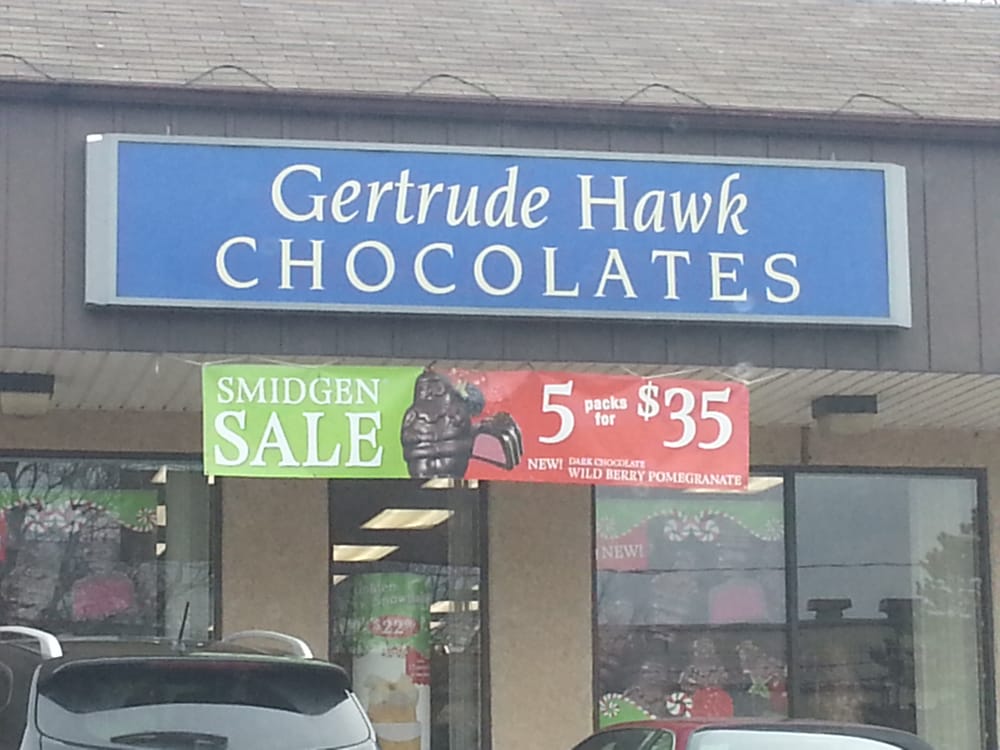 Gertrude Hawk
CHOCOLATES
SMIDGEN
SALE
5 packs for $35
NEW! DARK CHOCOLATE
WILD BERRY POMEGRANATE
NEW!